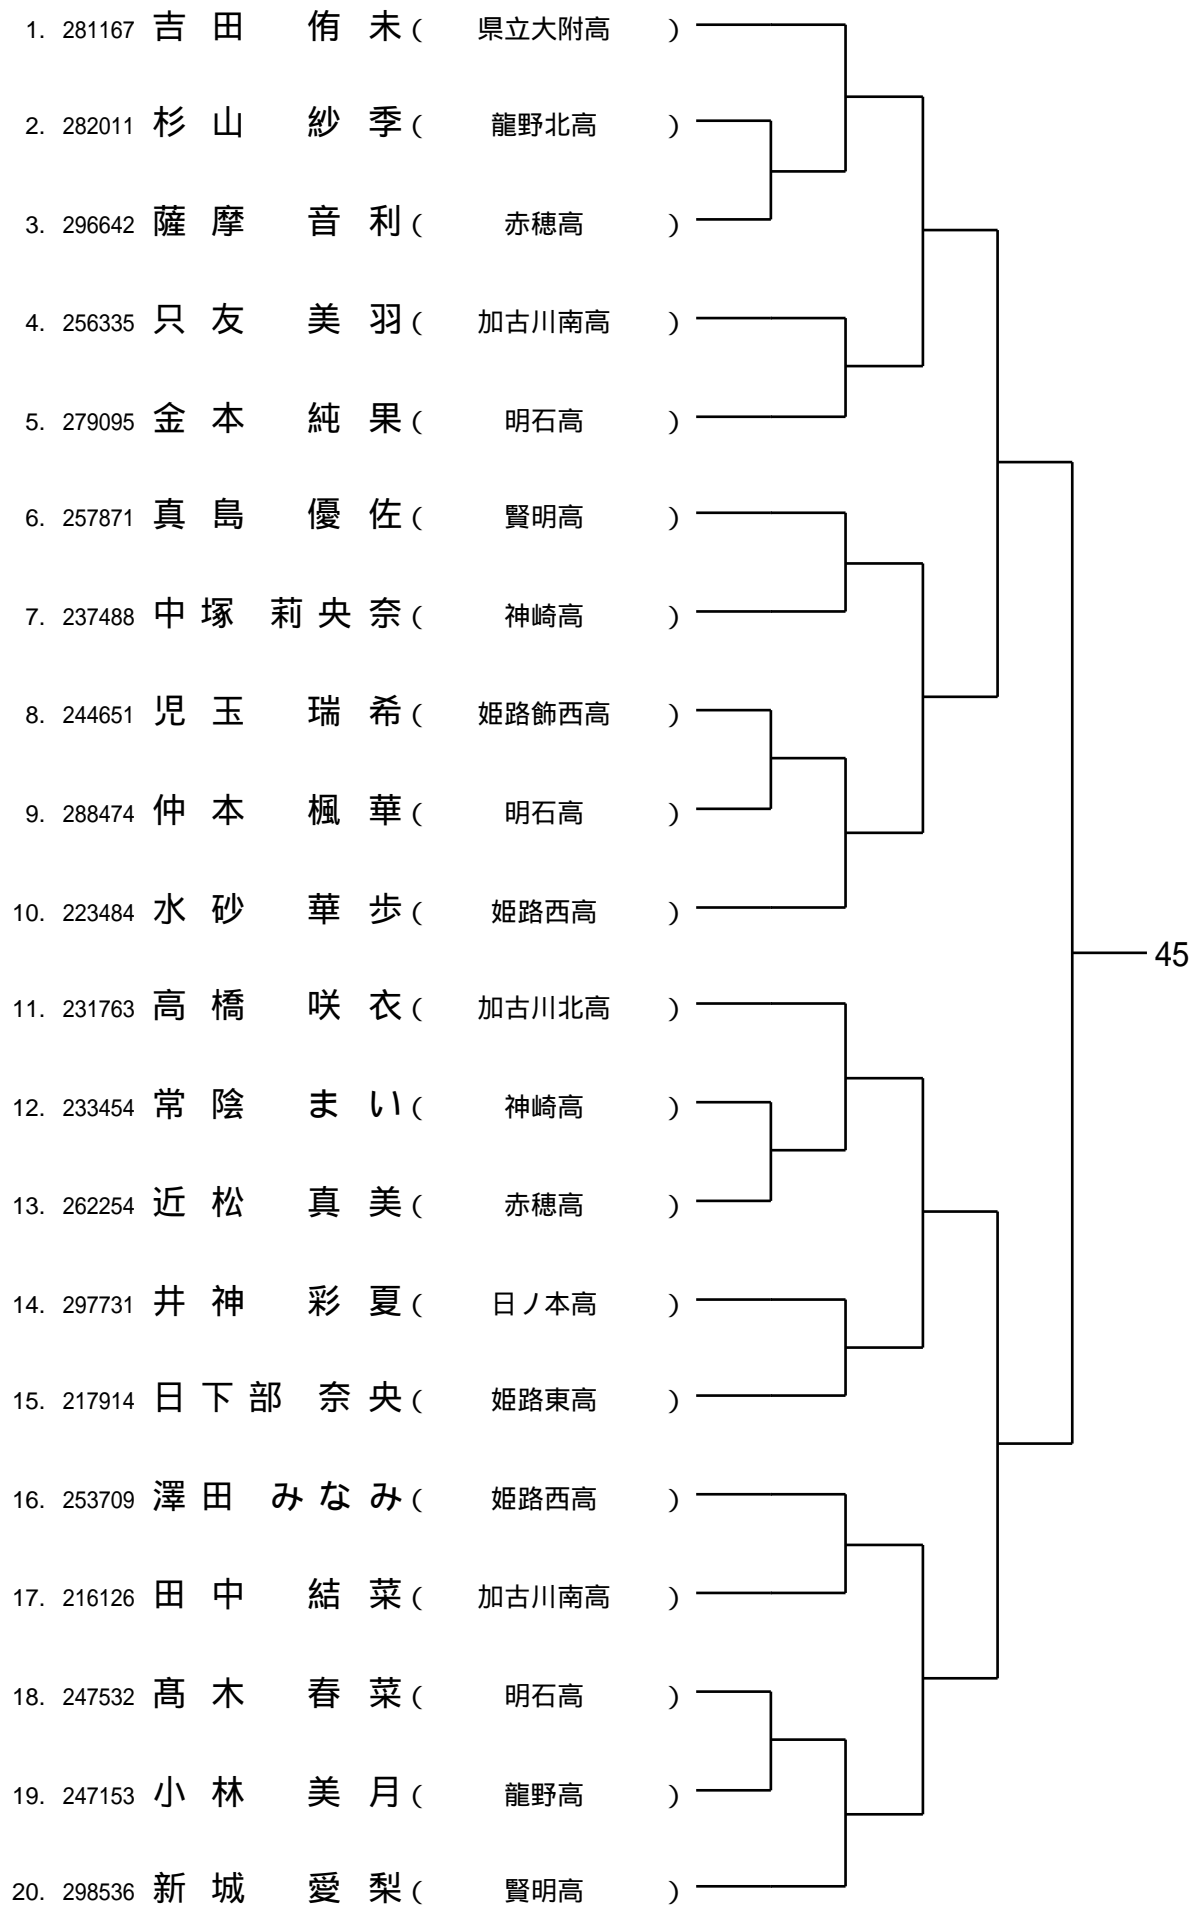 1. 281167 吉田 侑未 ( 県立大附高 )
2. 282011 杉山 紗季 ( 龍野北高 )
3. 296642 薩摩 音利 ( 赤穂高 )
4. 256335 只友 美羽 ( 加古川南高 )
5. 279095 金本 純果 ( 明石高 )
6. 257871 真島 優佐 ( 賢明高 )
7. 237488 中塚 莉央奈 ( 神崎高 )
8. 244651 児玉 瑞希 ( 姫路飾西高 )
9. 288474 仲本 楓華 ( 明石高 )
10. 223484 水砂 華歩 ( 姫路西高 )
45
11. 231763 高橋 咲衣 ( 加古川北高 )
12. 233454 常陰 まい ( 神崎高 )
13. 262254 近松 真美 ( 赤穂高 )
14. 297731 井神 彩夏 ( 日ノ本高 )
15. 217914 日下部 奈央 ( 姫路東高 )
16. 253709 澤田 みなみ ( 姫路西高 )
17. 216126 田中 結菜 ( 加古川南高 )
18. 247532 髙木 春菜 ( 明石高 )
19. 247153 小林 美月 ( 龍野高 )
20. 298536 新城 愛梨 ( 賢明高 )